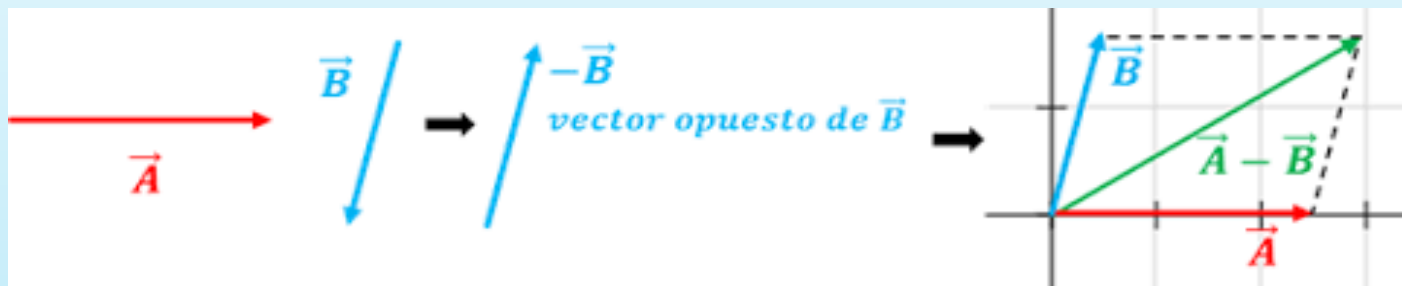 A⃗
B⃗
−B⃗
vector opuesto de B⃗
B⃗
A⃗ − B⃗
A⃗